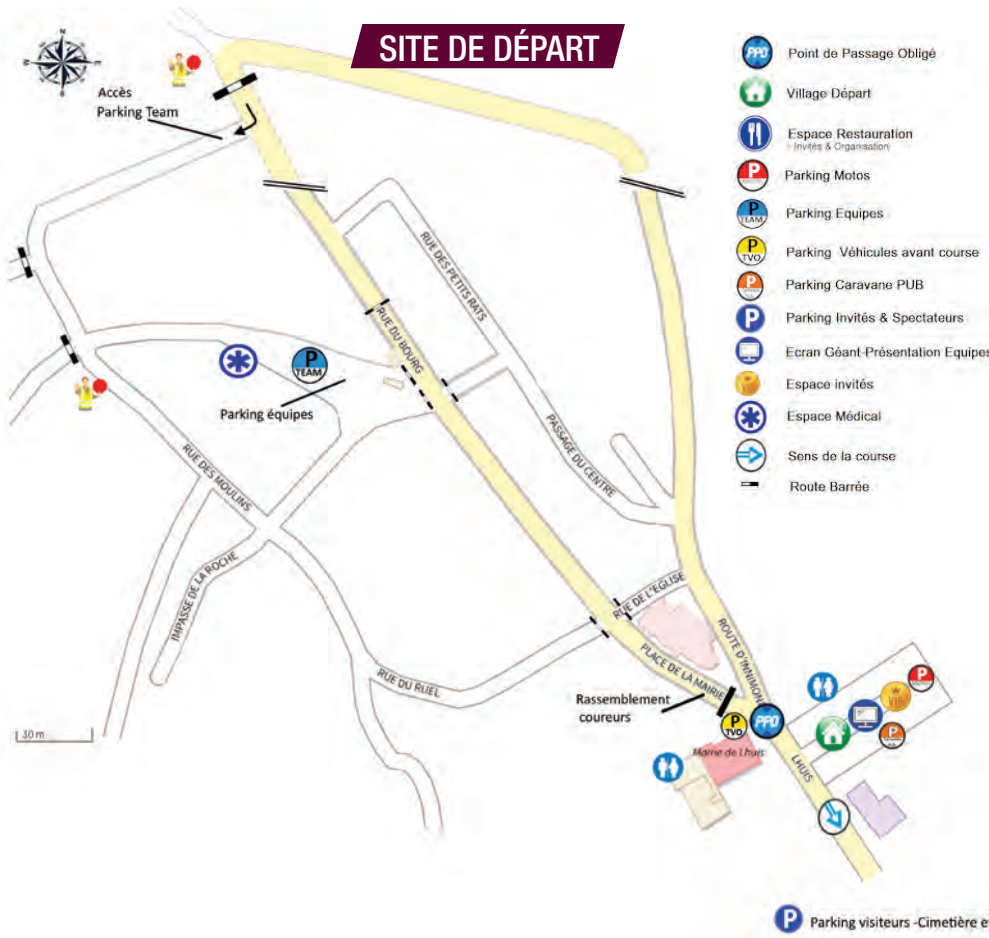 SITE DE DÉPART
N
E
S
Accès
Parking Team
PPO
Point de Passage Obligé
Village Départ
Espace Restauration
Invités & Organisation
P
Parking Motos
P
TEAM
Parking Equipes
P
TVO
Parking Véhicules avant course
P
Parking Caravane PUB
P
Parking Invités & Spectateurs
Ecran Géant-Présentation Equipes
Espace invités
Espace Médical
Sens de la course
Route Barrée
RUE DES PETITS RATS
RUE DU BOURG
P
TEAM
Parking équipes
PASSAGE DU CENTRE
RUE DES MOULINS
IMPASSE DE LA ROCHE
RUE DE L'EGLISE
ROUTE D'INNIMON
PLACE DE LA MAIRIE
RUE DU RUEL
Rassemblement
coureurs
P
TVO
PPO
VIP
P
P
Mairie de Lhuis
LHUIS
30 m
P
Parking visiteurs -Cimetière e